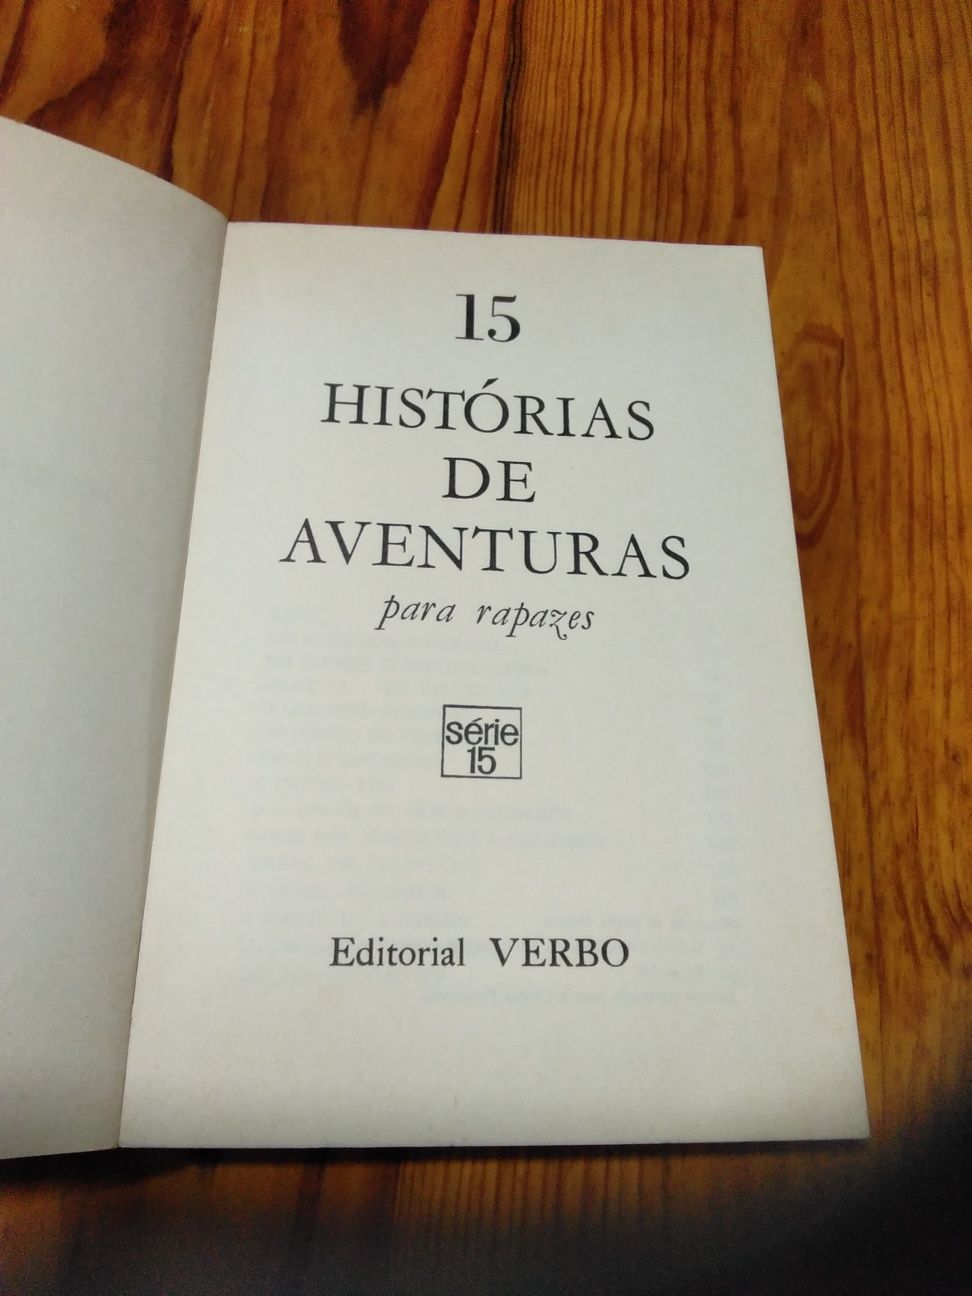 15
HISTÓRIAS
DE
AVENTURAS
para rapazes
série
15
Editorial VERBO